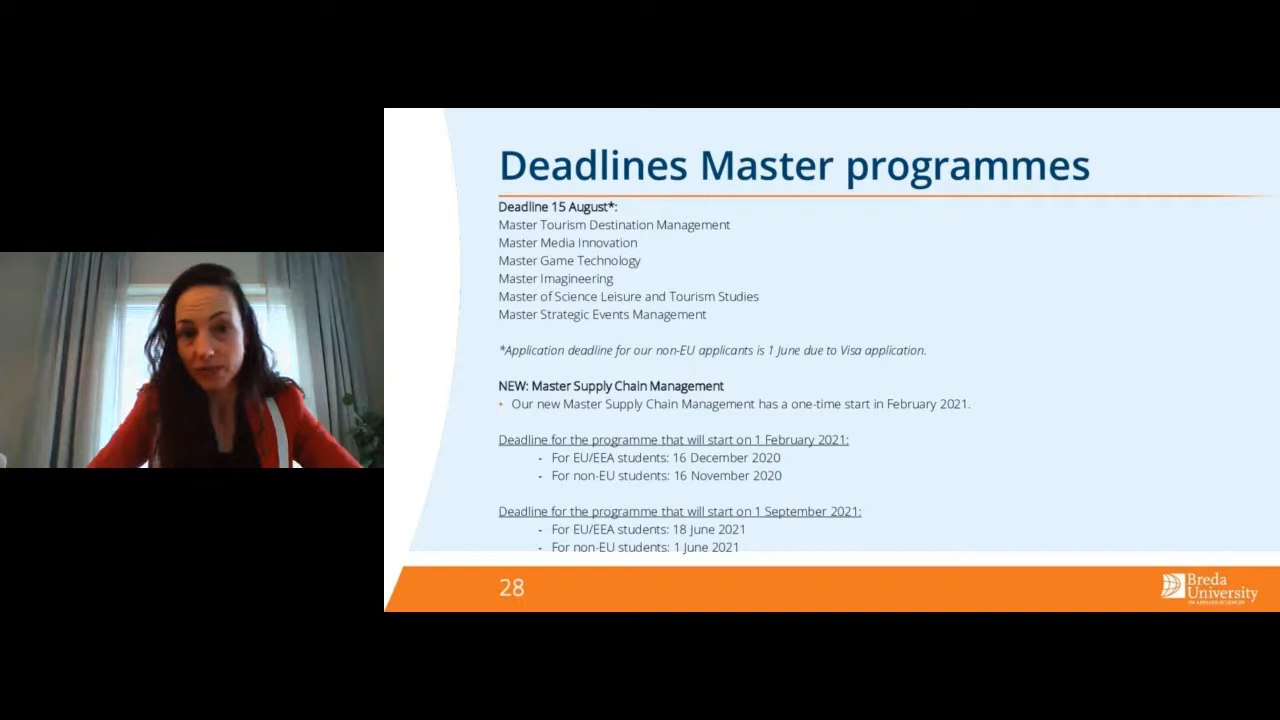 Deadlines Master programmes
Deadline 15 August*:
Master Tourism Destination Management
Master Media Innovation
Master Game Technology
Master Imagineering
Master of Science Leisure and Tourism Studies
Master Strategic Events Management
*Application deadline for our non-EU applicants is 1 June due to Visa application.
NEW: Master Supply Chain Management
• Our new Master Supply Chain Management has a one-time start in February 2021.
Deadline for the programme that will start on 1 February 2021:
- For EU/EEA students: 16 December 2020
- For non-EU students: 16 November 2020
Deadline for the programme that will start on 1 September 2021:
- For EU/EEA students: 18 June 2021
- For non-EU students: 1 June 2021
28
Breda
University
OF APPLIED SCIENCES